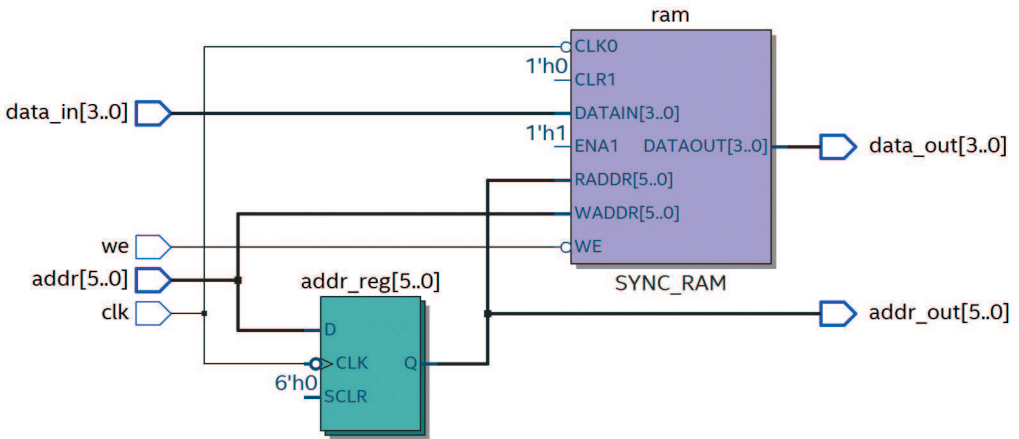 ram
CLK0
1'h0
CLR1
data_in[3..0]
DATAIN[3..0]
1'h1
ENA1
DATAOUT[3..0]
data_out[3..0]
RADDR[5..0]
WADDR[5..0]
we
WE
addr[5..0]
addr_reg[5..0]
SYNC_RAM
clk
addr_out[5..0]
D
CLK
Q
6'h0
SCLR